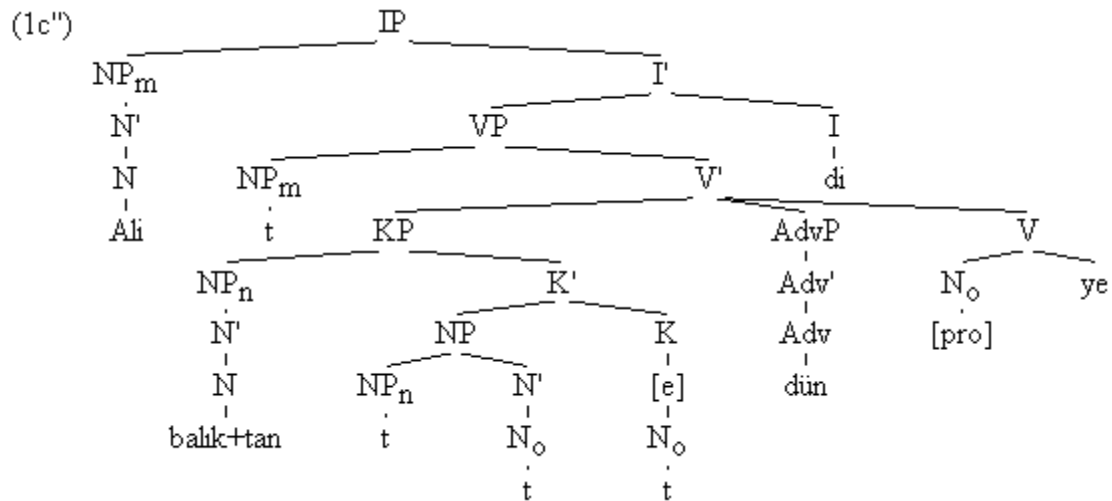 (1c") IP
NPm I'
N' VP I
N NPm V' di
Ali t KP AdvP V
NPn K' Adv' No ye
N' NP K Adv [pro]
N NPn N' [e] dün
balık+tan t No No
t t